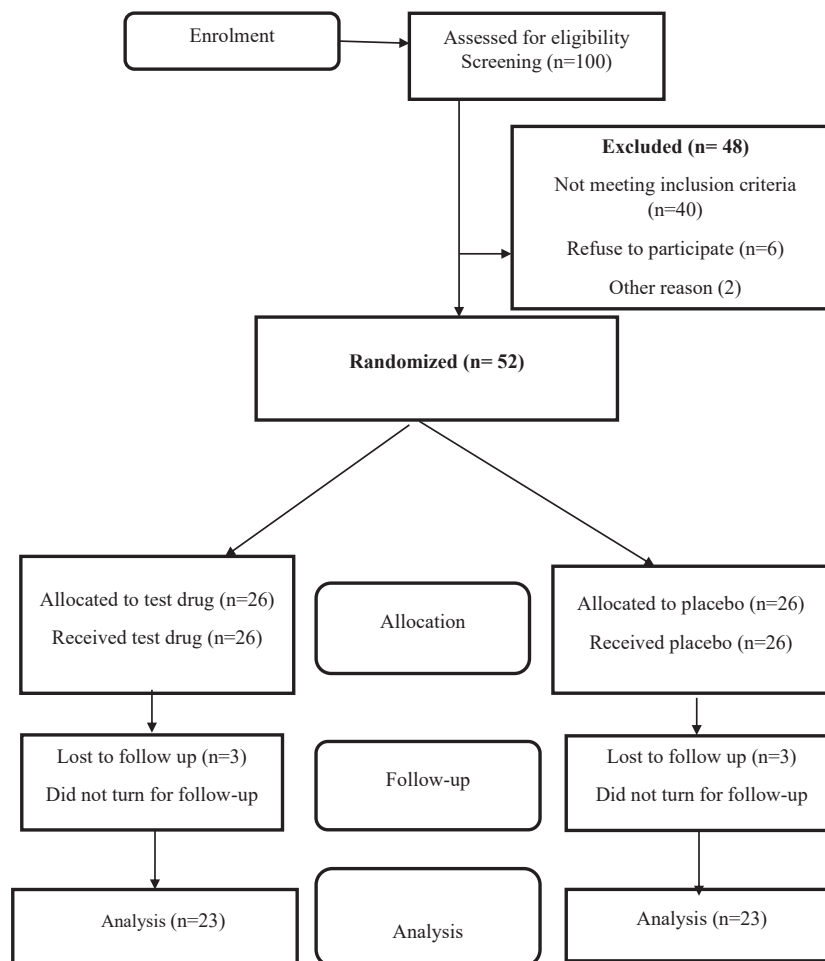 Enrolment
Assessed for eligibility
Screening (n=100)
Excluded (n= 48)
Not meeting inclusion criteria
(n=40)
Refuse to participate (n=6)
Other reason (2)
Randomized (n= 52)
Allocated to test drug (n=26)
Received test drug (n=26)
Allocation
Allocated to placebo (n=26)
Received placebo (n=26)
Lost to follow up (n=3)
Did not turn for follow-up
Follow-up
Lost to follow up (n=3)
Did not turn for follow-up
Analysis (n=23)
Analysis
Analysis (n=23)